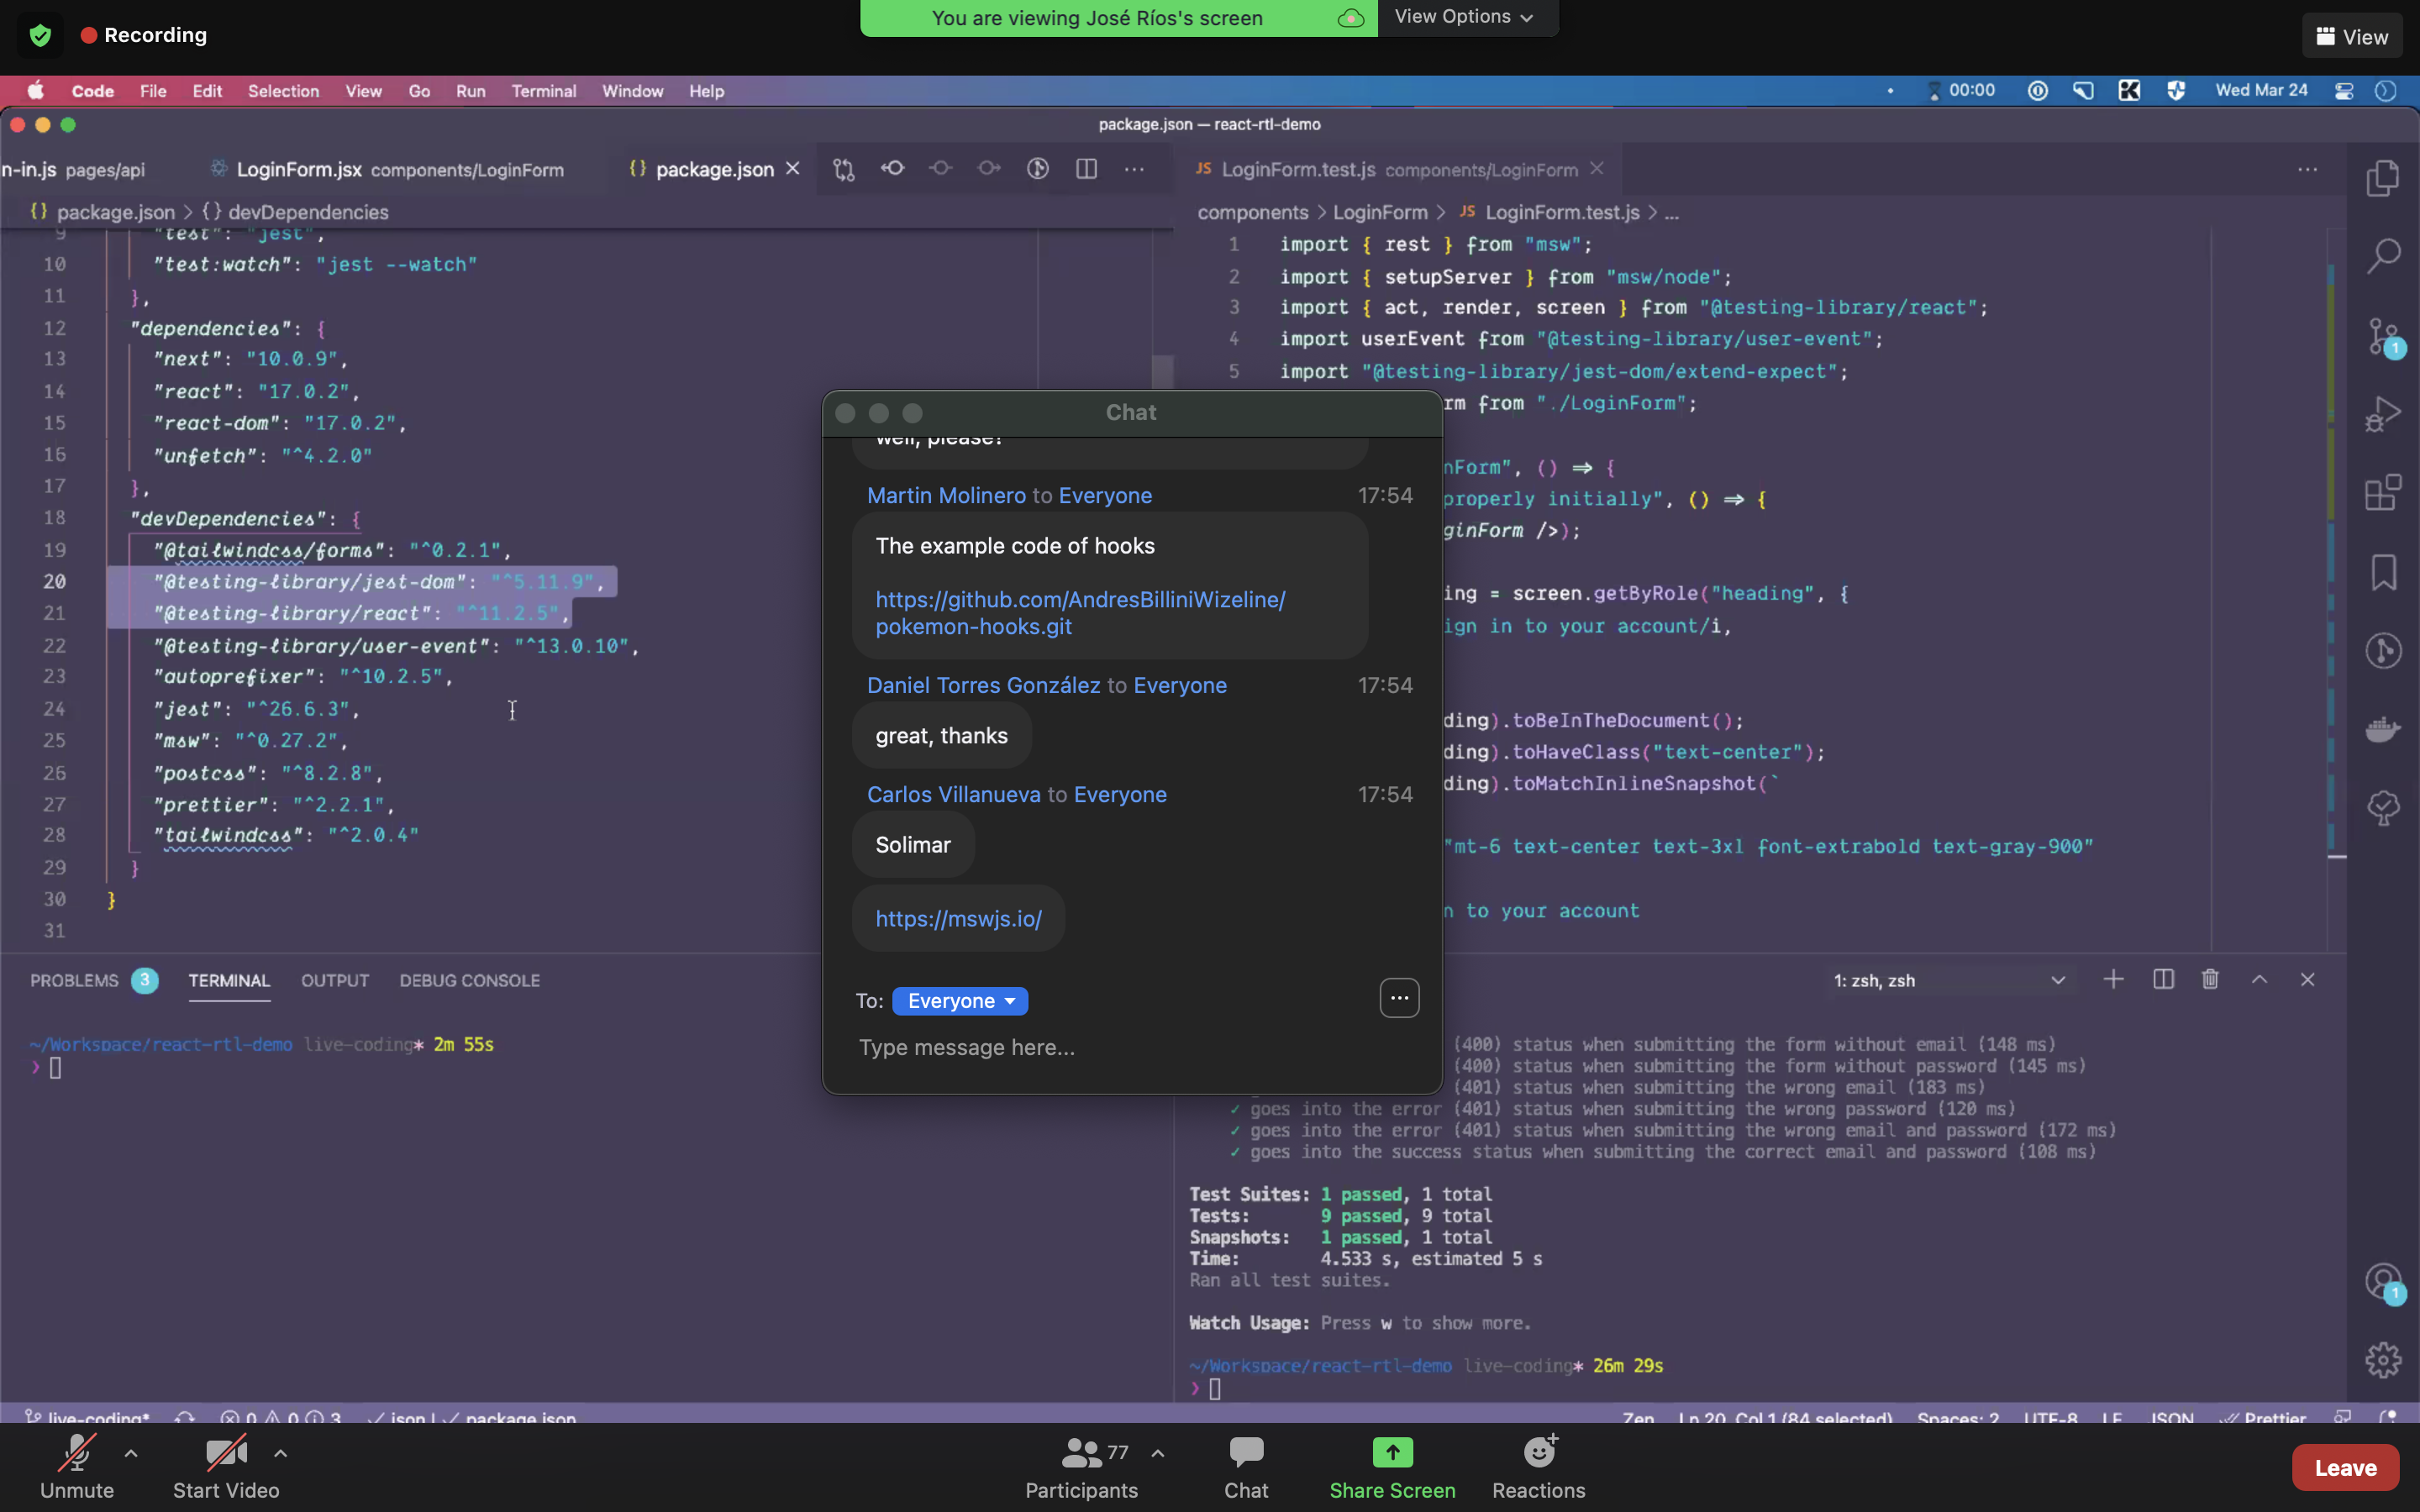 Recording
You are viewing José Ríos's screen
View Options
View
Code File Edit Selection View Go Run Terminal Window Help
00:00
Wed Mar 24
package.json — react-rtl-demo
n-in.js pages/api
LoginForm.jsx components/LoginForm
{} package.json
package.json > {} devDependencies
9 "test": "jest",
10 "test:watch": "jest --watch"
11 },
12 "dependencies": {
13 "next": "10.0.9",
14 "react": "17.0.2",
15 "react-dom": "17.0.2",
16 "unfetch": "^4.2.0"
17 },
18 "devDependencies": {
19 "@tailwindcss/forms": "^0.2.1",
20 "@testing-library/jest-dom": "^5.11.9",
21 "@testing-library/react": "^11.2.5",
22 "@testing-library/user-event": "^13.0.10",
23 "autoprefixer": "^10.2.5",
24 "jest": "^26.6.3",
25 "msw": "^0.27.2",
26 "postcss": "^8.2.8",
27 "prettier": "^2.2.1",
28 "tailwindcss": "^2.0.4"
29 }
30 }
31
JS LoginForm.test.js components/LoginForm
components > LoginForm > JS LoginForm.test.js > ...
1 import { rest } from "msw";
2 import { setupServer } from "msw/node";
3 import { act, render, screen } from "@testing-library/react";
4 import userEvent from "@testing-library/user-event";
5 import "@testing-library/jest-dom/extend-expect";
rm from "./LoginForm";
nForm", () => {
properly initially", () => {
ginForm />);
ing = screen.getByRole("heading", {
ign in to your account/i,
ding).toBeInTheDocument();
ding).toHaveClass("text-center");
ding).toMatchInlineSnapshot(`
"mt-6 text-center text-3xl font-extrabold text-gray-900"
n to your account
Chat
well, please?
Martin Molinero to Everyone 17:54
The example code of hooks
https://github.com/AndresBilliniWizeline/
pokemon-hooks.git
Daniel Torres González to Everyone 17:54
great, thanks
Carlos Villanueva to Everyone 17:54
Solimar
https://mswjs.io/
To: Everyone
Type message here...
PROBLEMS 3 TERMINAL OUTPUT DEBUG CONSOLE
1: zsh, zsh
~/Workspace/react-rtl-demo live-coding* 2m 55s
❯
(400) status when submitting the form without email (148 ms)
(400) status when submitting the form without password (145 ms)
(401) status when submitting the wrong email (183 ms)
✓ goes into the error (401) status when submitting the wrong password (120 ms)
✓ goes into the error (401) status when submitting the wrong email and password (172 ms)
✓ goes into the success status when submitting the correct email and password (108 ms)
Test Suites: 1 passed, 1 total
Tests: 9 passed, 9 total
Snapshots: 1 passed, 1 total
Time: 4.533 s, estimated 5 s
Ran all test suites.
Watch Usage: Press w to show more.
~/Workspace/react-rtl-demo live-coding* 26m 29s
❯
1
1
live-coding* 0 0 3 ✓ json | ✓ package.json
Zen Ln 20, Col 1 (84 selected) Spaces: 2 UTF-8 LF JSON Prettier
Unmute
Start Video
77
Participants
Chat
Share Screen
Reactions
Leave